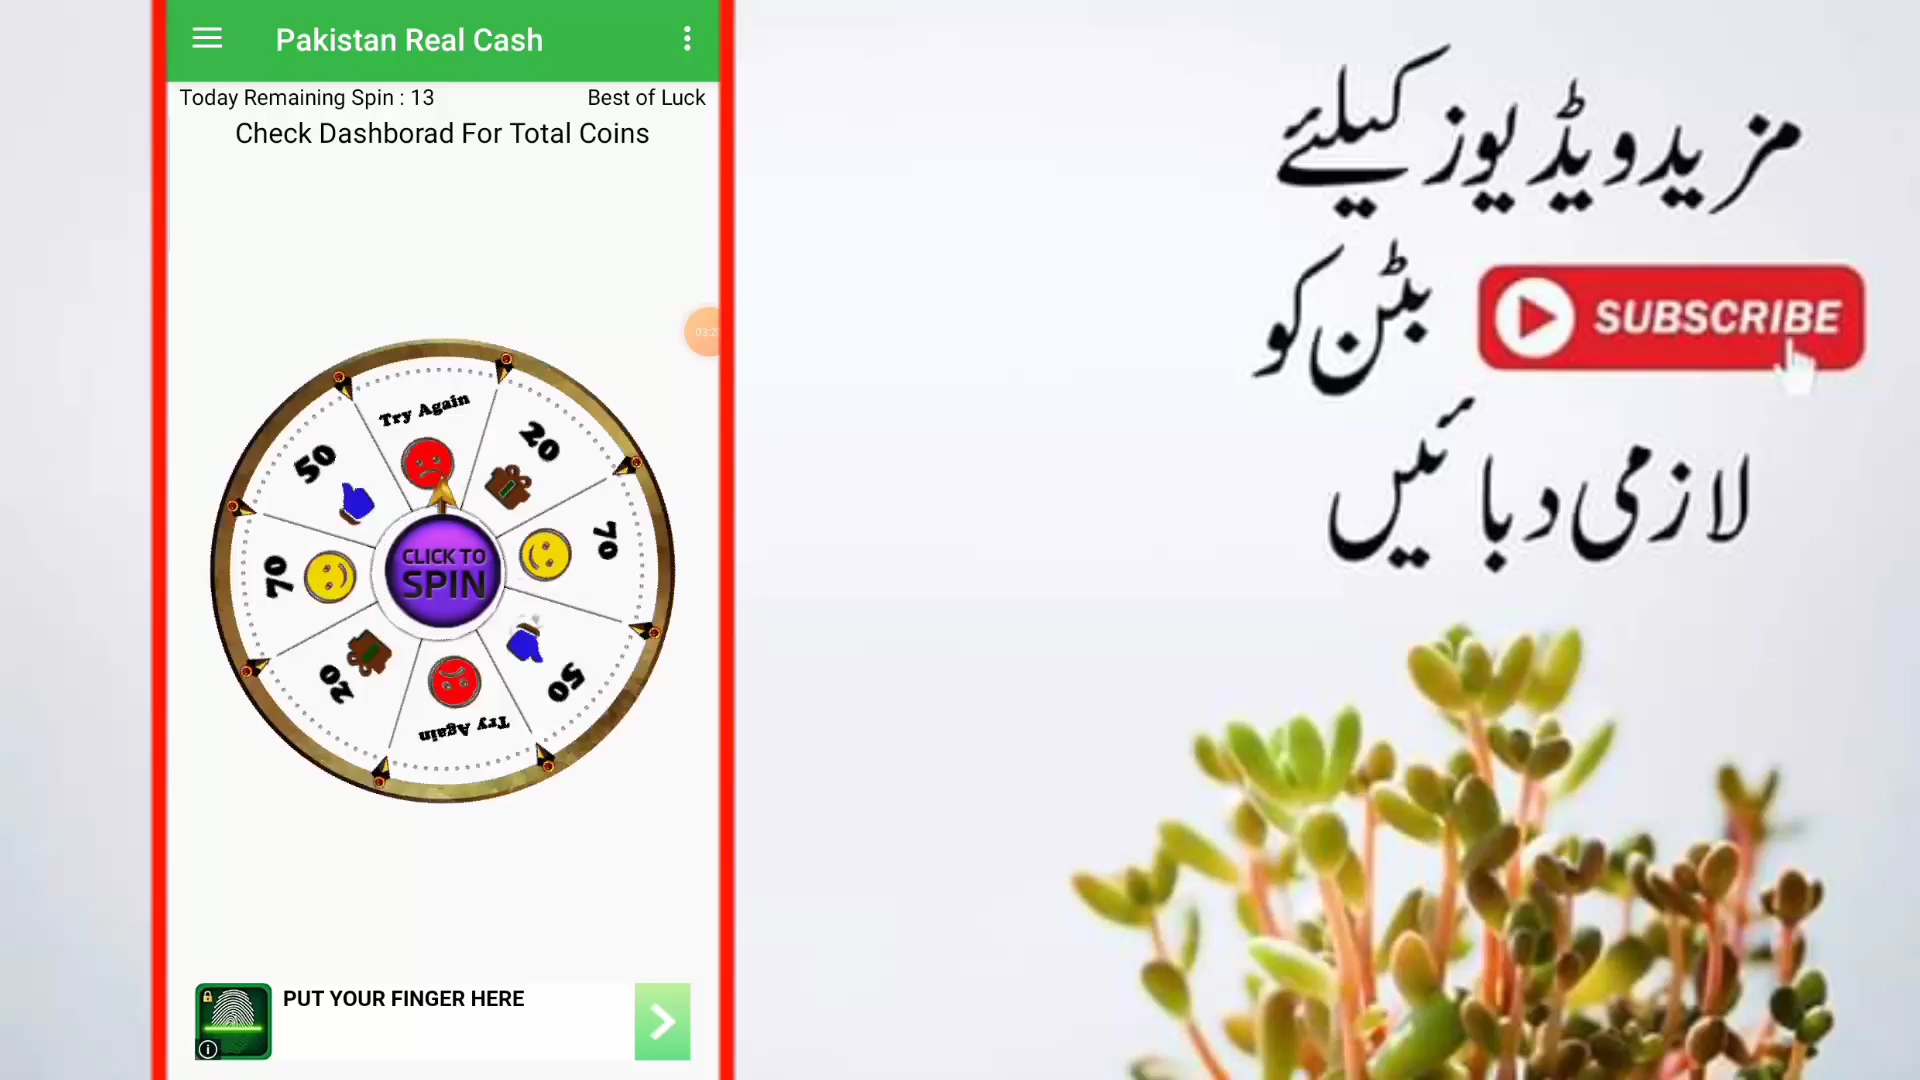 Pakistan Real Cash
Today Remaining Spin : 13
Best of Luck
Check Dashborad For Total Coins
Try Again
20
70
50
Try Again
20
70
50
CLICK TO
SPIN
PUT YOUR FINGER HERE
مزید ویڈیوز کیلئے
SUBSCRIBE بٹن کو
لازمی دبائیں